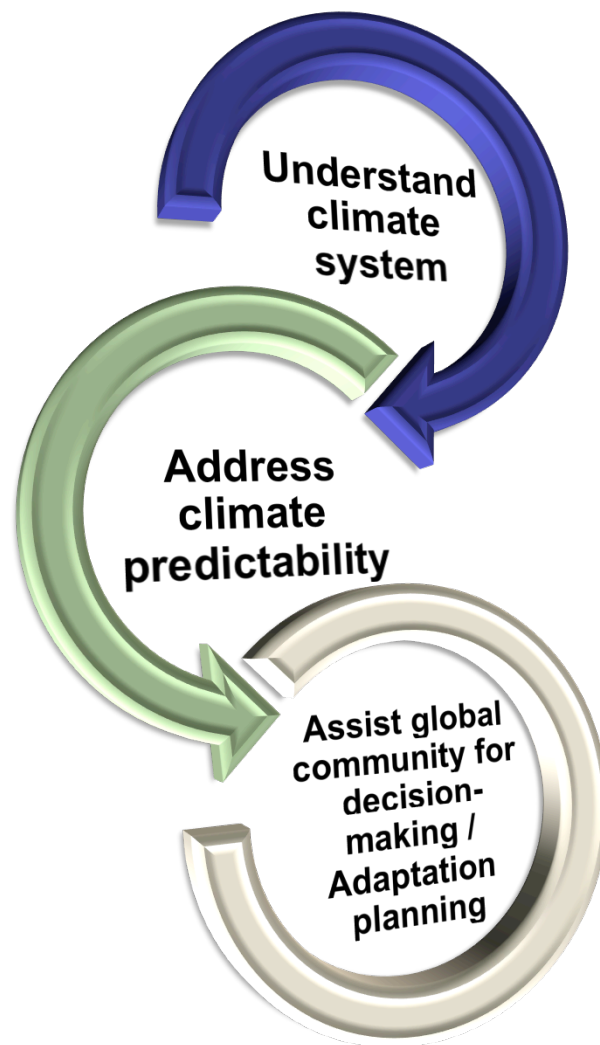 Understand
climate
system
Address
climate
predictability
Assist global
community for
decision-
making /
Adaptation
planning